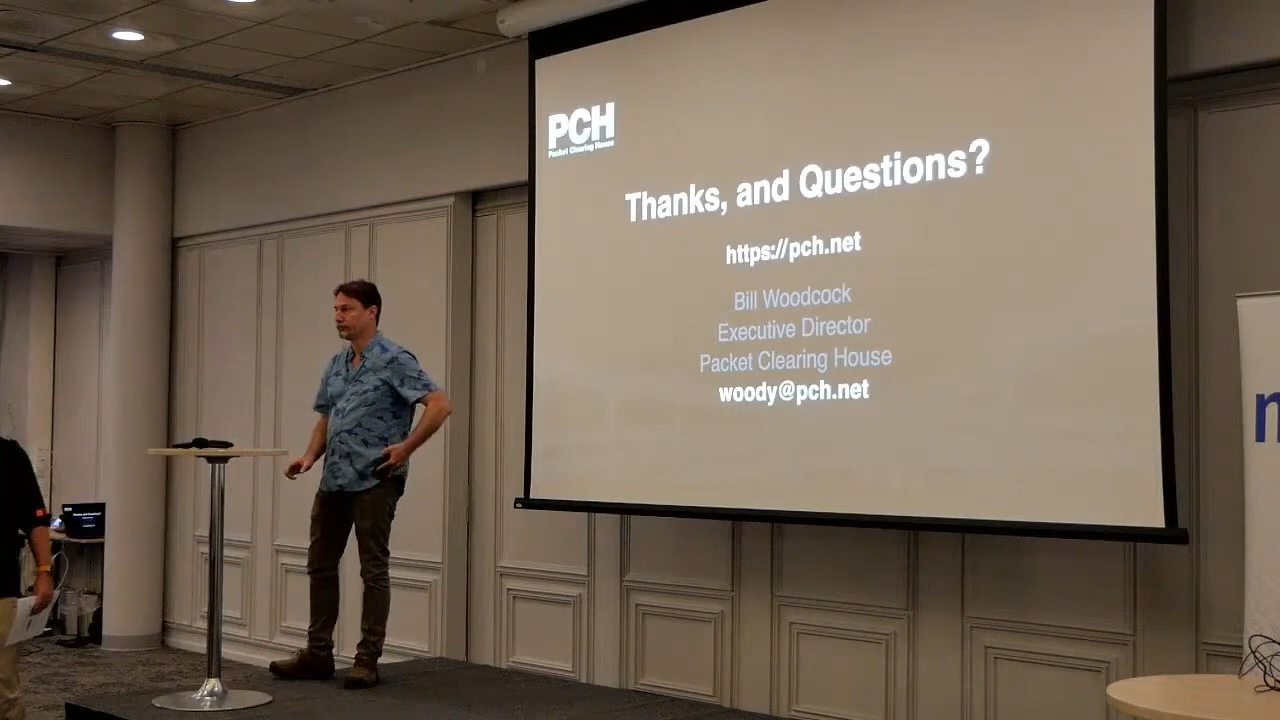 PCH
Packet Clearing House
Thanks, and Questions?
https://pch.net
Bill Woodcock
Executive Director
Packet Clearing House
woody@pch.net